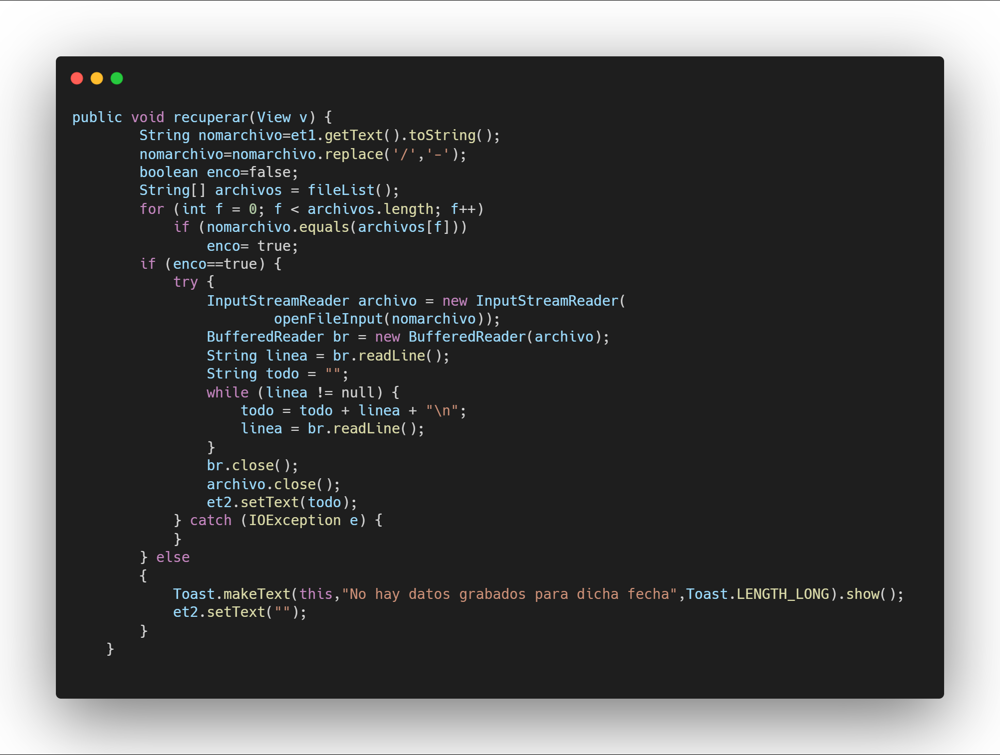 public void recuperar(View v) {
        String nomarchivo=et1.getText().toString();
        nomarchivo=nomarchivo.replace('/','-');
        boolean enco=false;
        String[] archivos = fileList();
        for (int f = 0; f < archivos.length; f++)
            if (nomarchivo.equals(archivos[f]))
                enco= true;
        if (enco==true) {
            try {
                InputStreamReader archivo = new InputStreamReader(
                        openFileInput(nomarchivo));
                BufferedReader br = new BufferedReader(archivo);
                String linea = br.readLine();
                String todo = "";
                while (linea != null) {
                    todo = todo + linea + "\n";
                    linea = br.readLine();
                }
                br.close();
                archivo.close();
                et2.setText(todo);
            } catch (IOException e) {
            }
        } else
        {
            Toast.makeText(this,"No hay datos grabados para dicha fecha",Toast.LENGTH_LONG).show();
            et2.setText("");
        }
    }